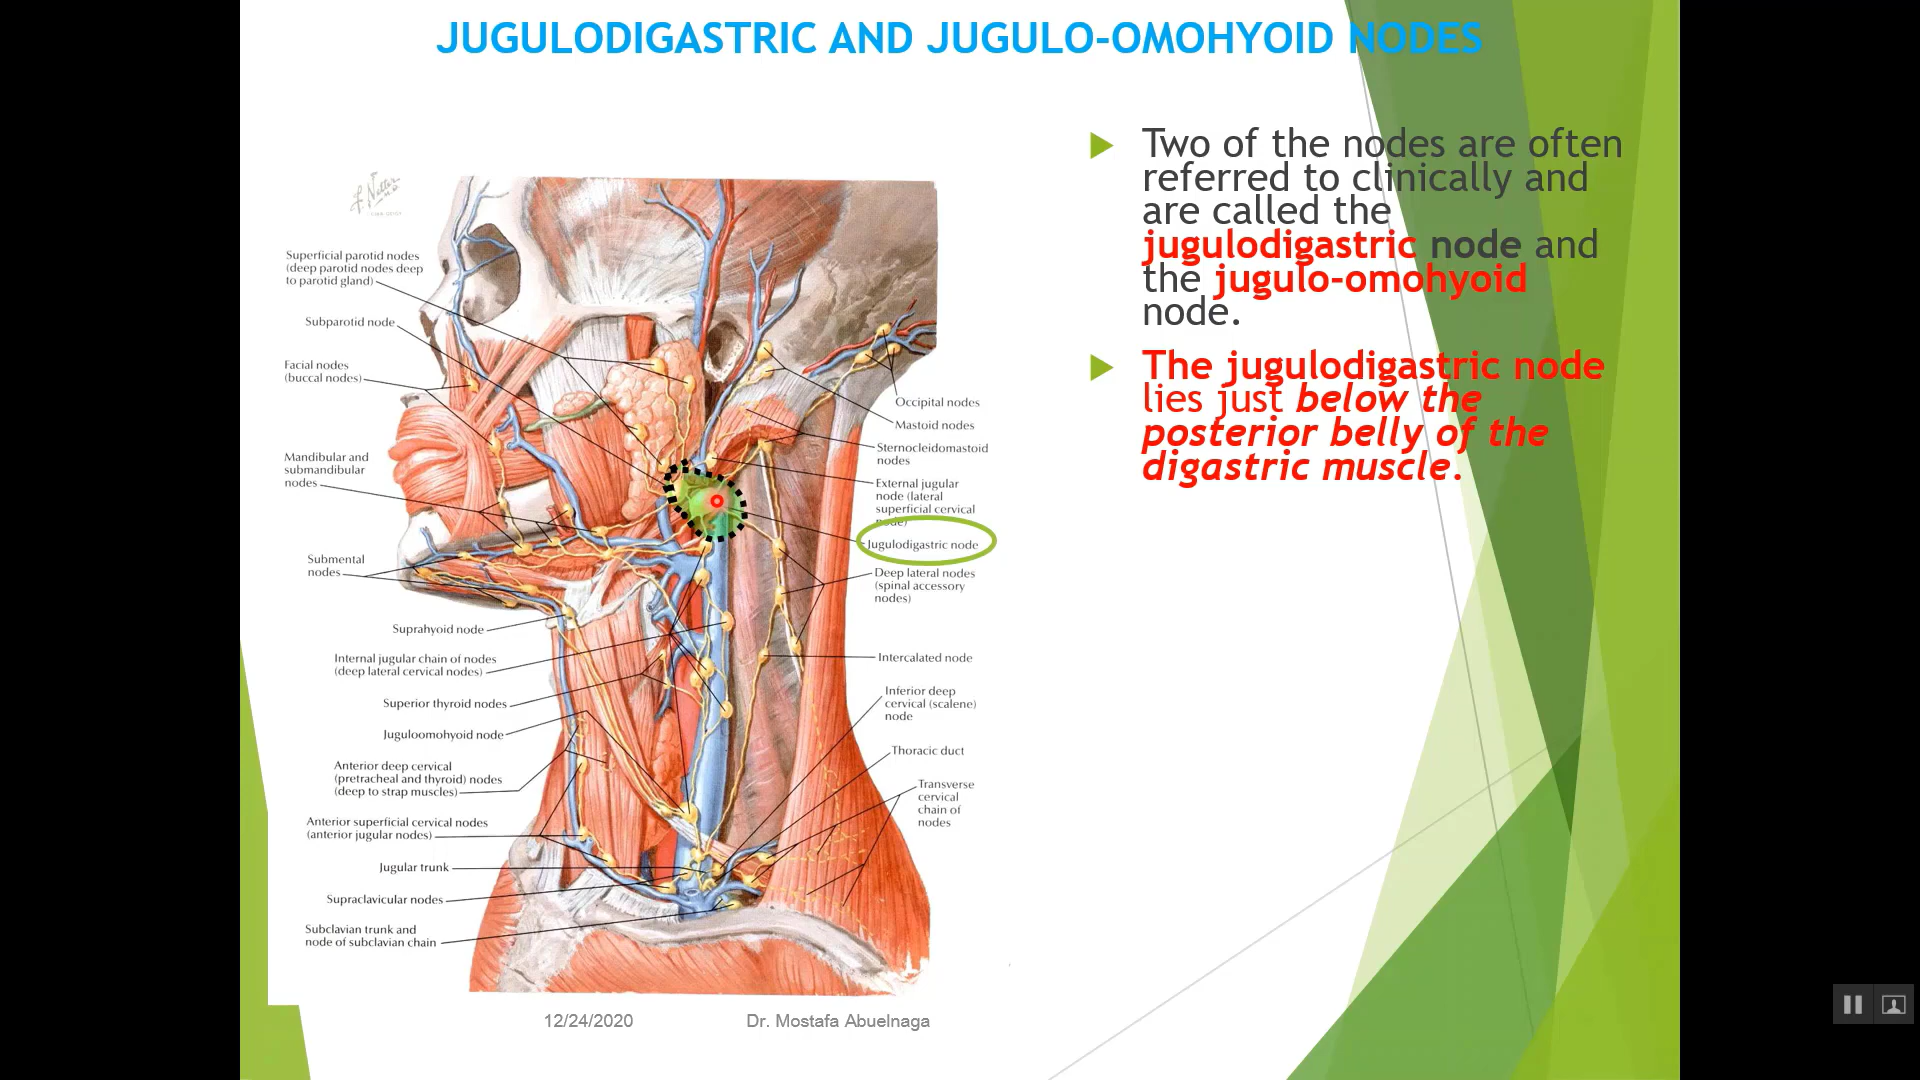 JUGULODIGASTRIC AND JUGULO-OMOHYOID NODES
Two of the nodes are often
referred to clinically and
are called the
jugulodigastric node and
the jugulo-omohyoid
node.
The jugulodigastric node
lies just below the
posterior belly of the
digastric muscle.
Superficial parotid nodes
(deep parotid nodes deep
to parotid gland)
Subparotid node
Facial nodes
(buccal nodes)
Mandibular and
submandibular
nodes
Submental
nodes
Suprahyoid node
Internal jugular chain of nodes
(deep lateral cervical nodes)
Superior thyroid nodes
Juguloomohyoid node
Anterior deep cervical
(pretracheal and thyroid) nodes
(deep to strap muscles)
Anterior superficial cervical nodes
(anterior jugular nodes)
Jugular trunk
Supraclavicular nodes
Subclavian trunk and
node of subclavian chain
Occipital nodes
Mastoid nodes
Sternocleidomastoid
nodes
External jugular
node (lateral
superficial cervical
node)
Jugulodigastric node
Deep lateral nodes
(spinal accessory
nodes)
Intercalated node
Inferior deep
cervical (scalene)
node
Thoracic duct
Transverse
cervical
chain of
nodes
12/24/2020
Dr. Mostafa Abuelnaga